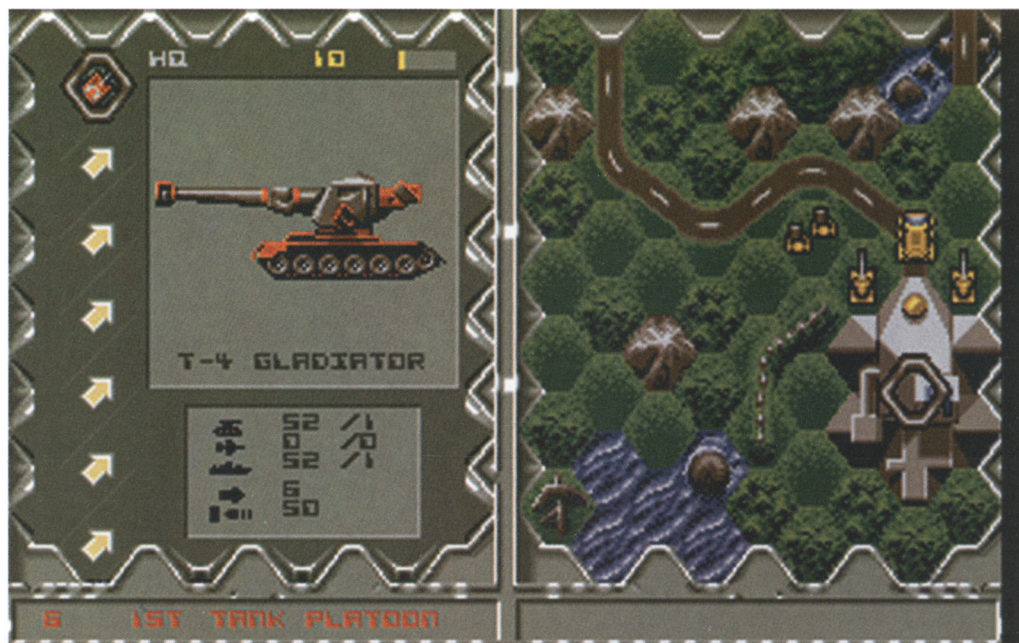 HQ 10
T-4 GLADIATOR
52 /1
0 /0
52 /1
6
50
6 1ST TANK PLATOON